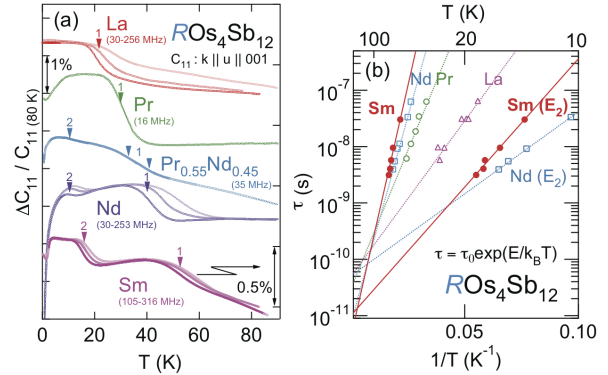 (a)
La
(30-256 MHz)
ROs4Sb12
C11 : k || u || 001
1
1%
Pr
(16 MHz)
1
2
1
1
Pr0.55Nd0.45
(35 MHz)
2
1
Nd
(30-253 MHz)
2
1
Sm
(105-316 MHz)
0.5%
ΔC11 / C11 (80 K)
0 20 40 60 80
T (K)
T (K)
100 20 10
(b)
Nd Pr
La
Sm
Sm (E2)
Nd (E2)
τ = τ0exp(E/kBT)
ROs4Sb12
τ (s)
10-7
10-8
10-9
10-10
10-11
0.05 0.10
1/T (K-1)